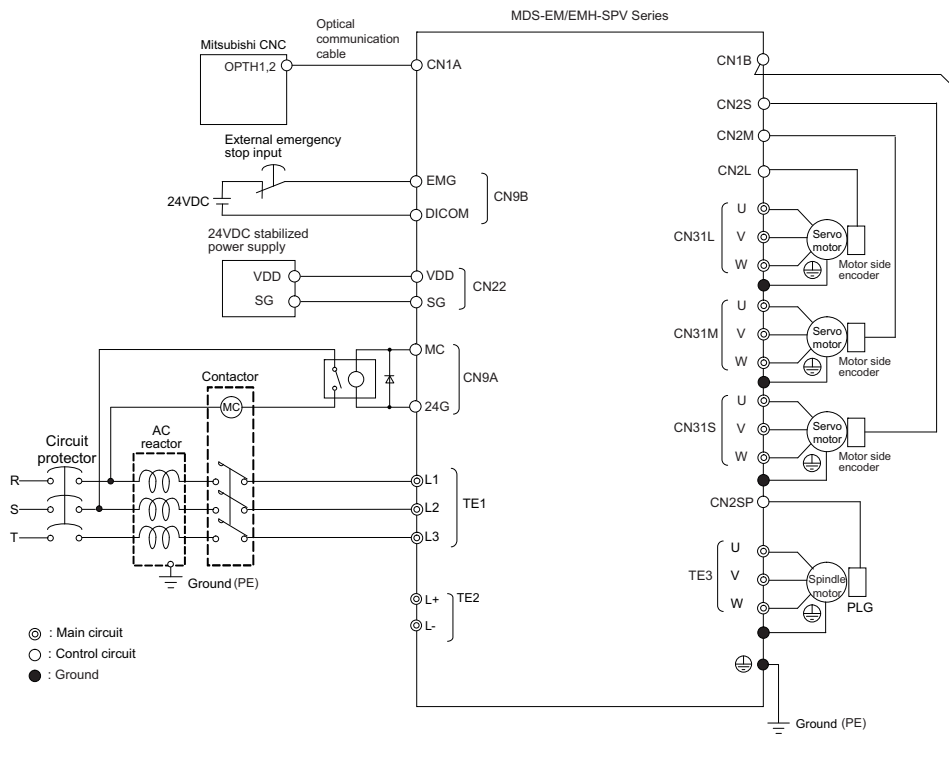 MDS-EM/EMH-SPV Series
Optical
communication
cable
Mitsubishi CNC
OPTH1,2
CN1A
External emergency
stop input
24VDC
EMG
DICOM
CN9B
24VDC stabilized
power supply
VDD
SG
VDD
SG
CN22
MC
24G
CN9A
Contactor
MC
AC
reactor
Circuit
protector
R
S
T
L1
L2
L3
TE1
Ground (PE)
L+
L-
TE2
: Main circuit
: Control circuit
: Ground
CN1B
CN2S
CN2M
CN2L
CN31L
U
V
W
Servo
motor
Motor side
encoder
CN31M
U
V
W
Servo
motor
Motor side
encoder
CN31S
U
V
W
Servo
motor
Motor side
encoder
CN2SP
TE3
U
V
W
Spindle
motor
PLG
Ground (PE)